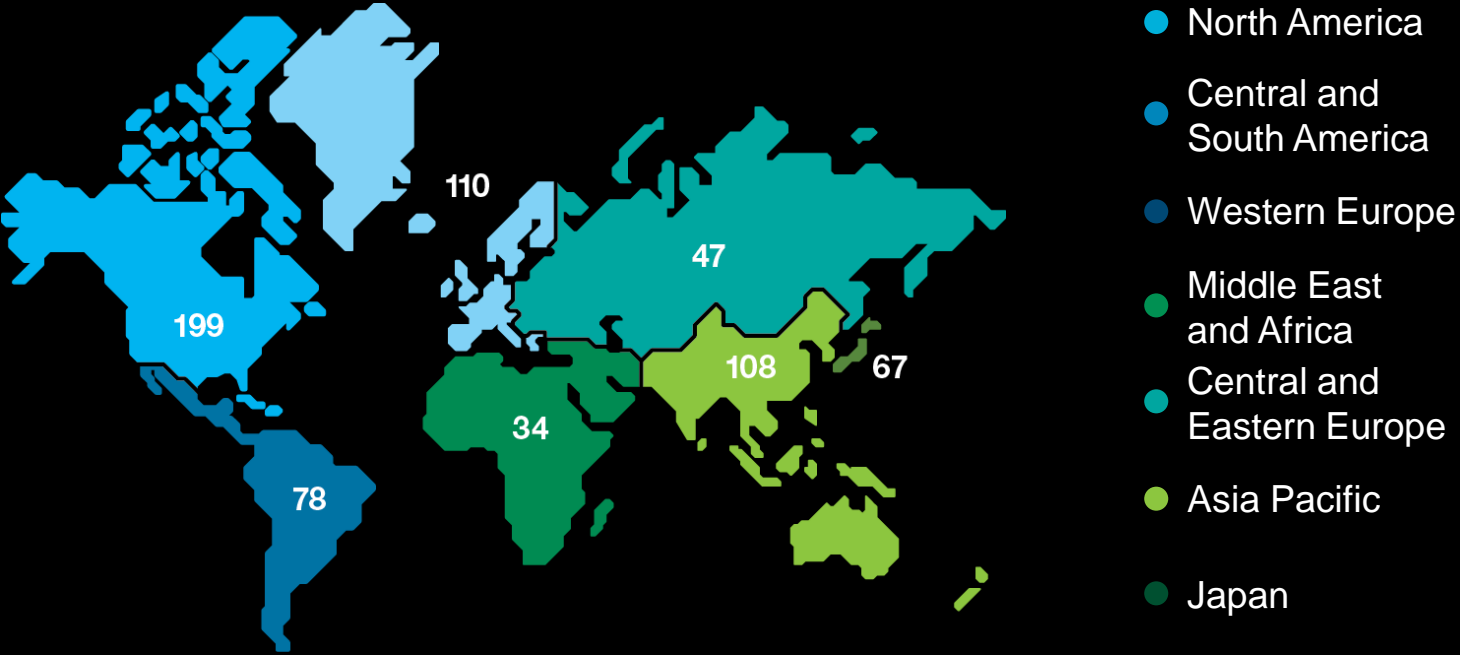 110
47
199
108
67
34
78
North America
Central and
South America
Western Europe
Middle East
and Africa
Central and
Eastern Europe
Asia Pacific
Japan